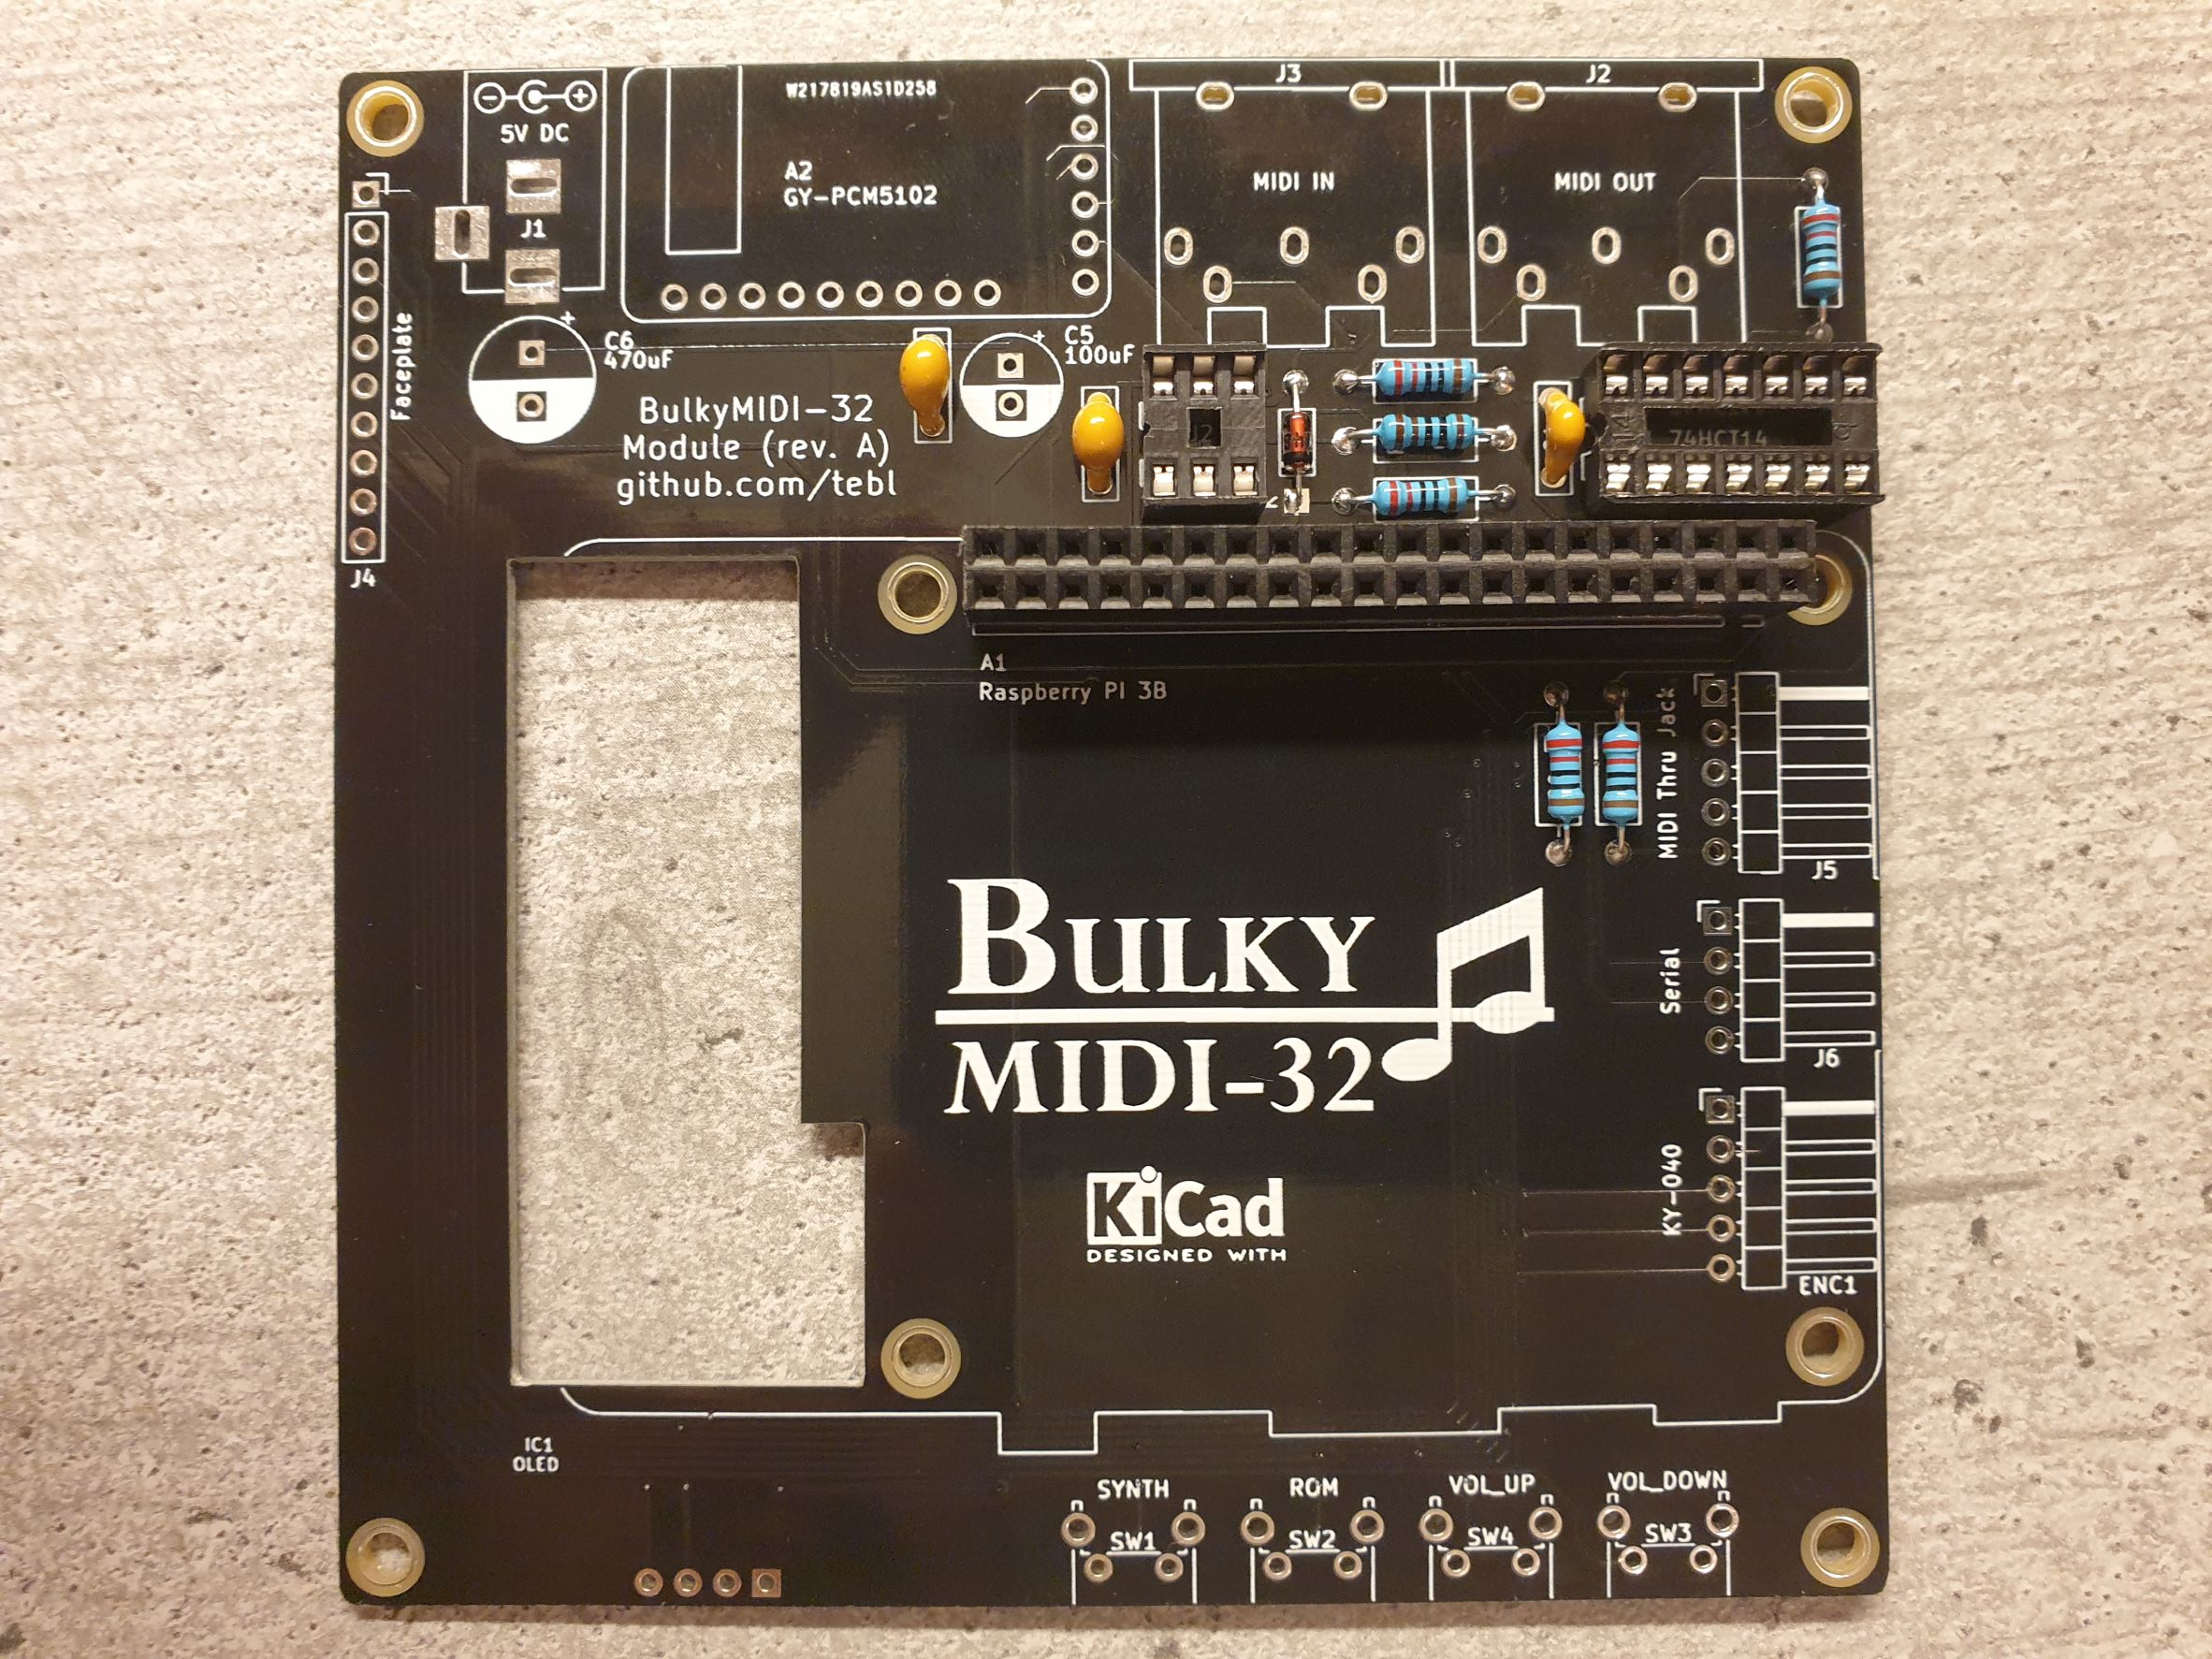 J3
J2
W217819AS1D258
5V DC
A2
GY-PCM5102
MIDI IN
MIDI OUT
J1
Faceplate
C6
470uF
C5
100uF
BulkyMIDI-32
Module (rev. A)
github.com/tebl
74HCT14
J4
A1
Raspberry PI 3B
MIDI Thru Jack
J5
BULKY
MIDI-32
Serial
J6
KiCad
DESIGNED WITH
KY-040
ENC1
IC1
OLED
SYNTH
ROM
VOL_UP
VOL_DOWN
SW1
SW2
SW4
SW3